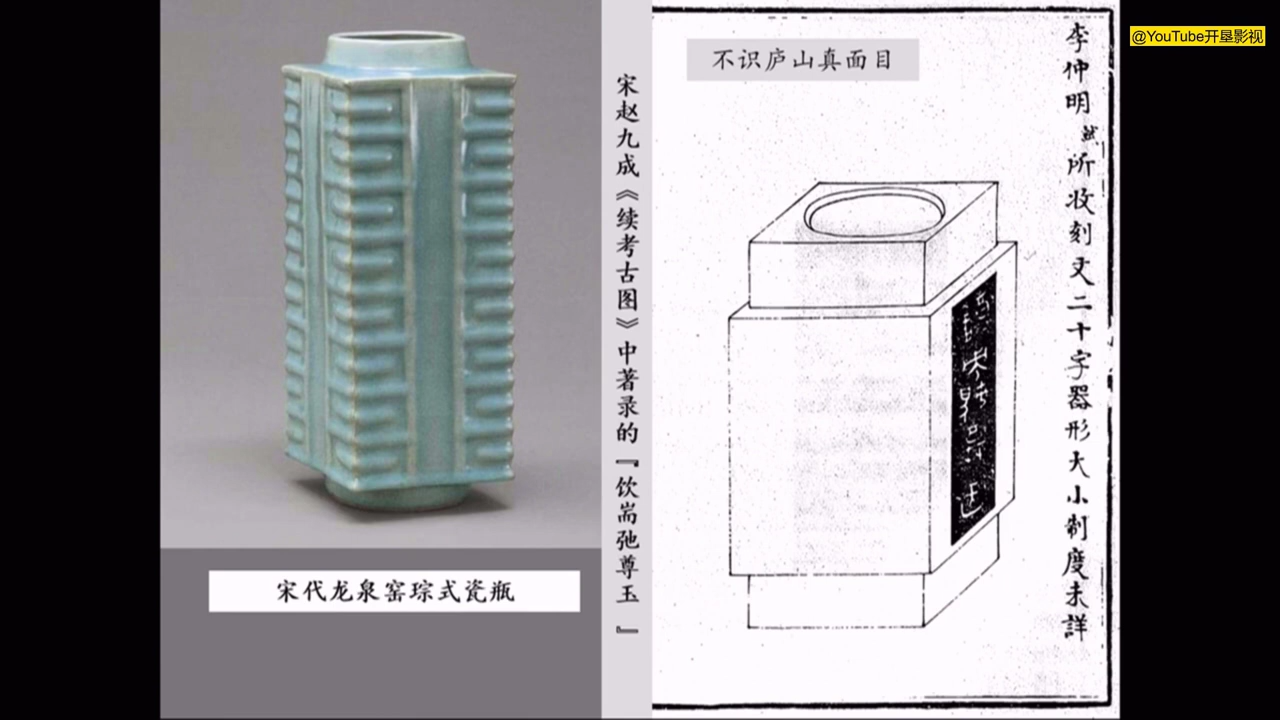 @YouTube开垦影视
不识庐山真面目
宋赵九成《续考古图》中著录的『饮耑弛尊玉』
李仲明
所收刻文二十字器形大小制度未詳
宋代龙泉窑琮式瓷瓶